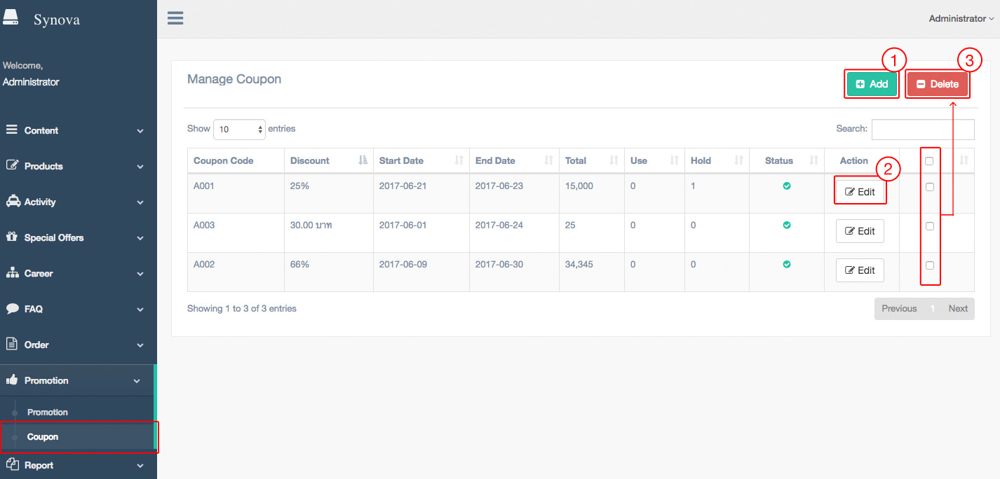 Synova
Administrator
Welcome,
Administrator
Content
Products
Activity
Special Offers
Career
FAQ
Order
Promotion
Promotion
Coupon
Report
Manage Coupon
1
Add
3
Delete
Show 10 entries
Search:
Coupon Code Discount Start Date End Date Total Use Hold Status Action
2
A001 25% 2017-06-21 2017-06-23 15,000 0 1 Edit
A003 30.00 บาท 2017-06-01 2017-06-24 25 0 0 Edit
A002 66% 2017-06-09 2017-06-30 34,345 0 0 Edit
Showing 1 to 3 of 3 entries
Previous 1 Next